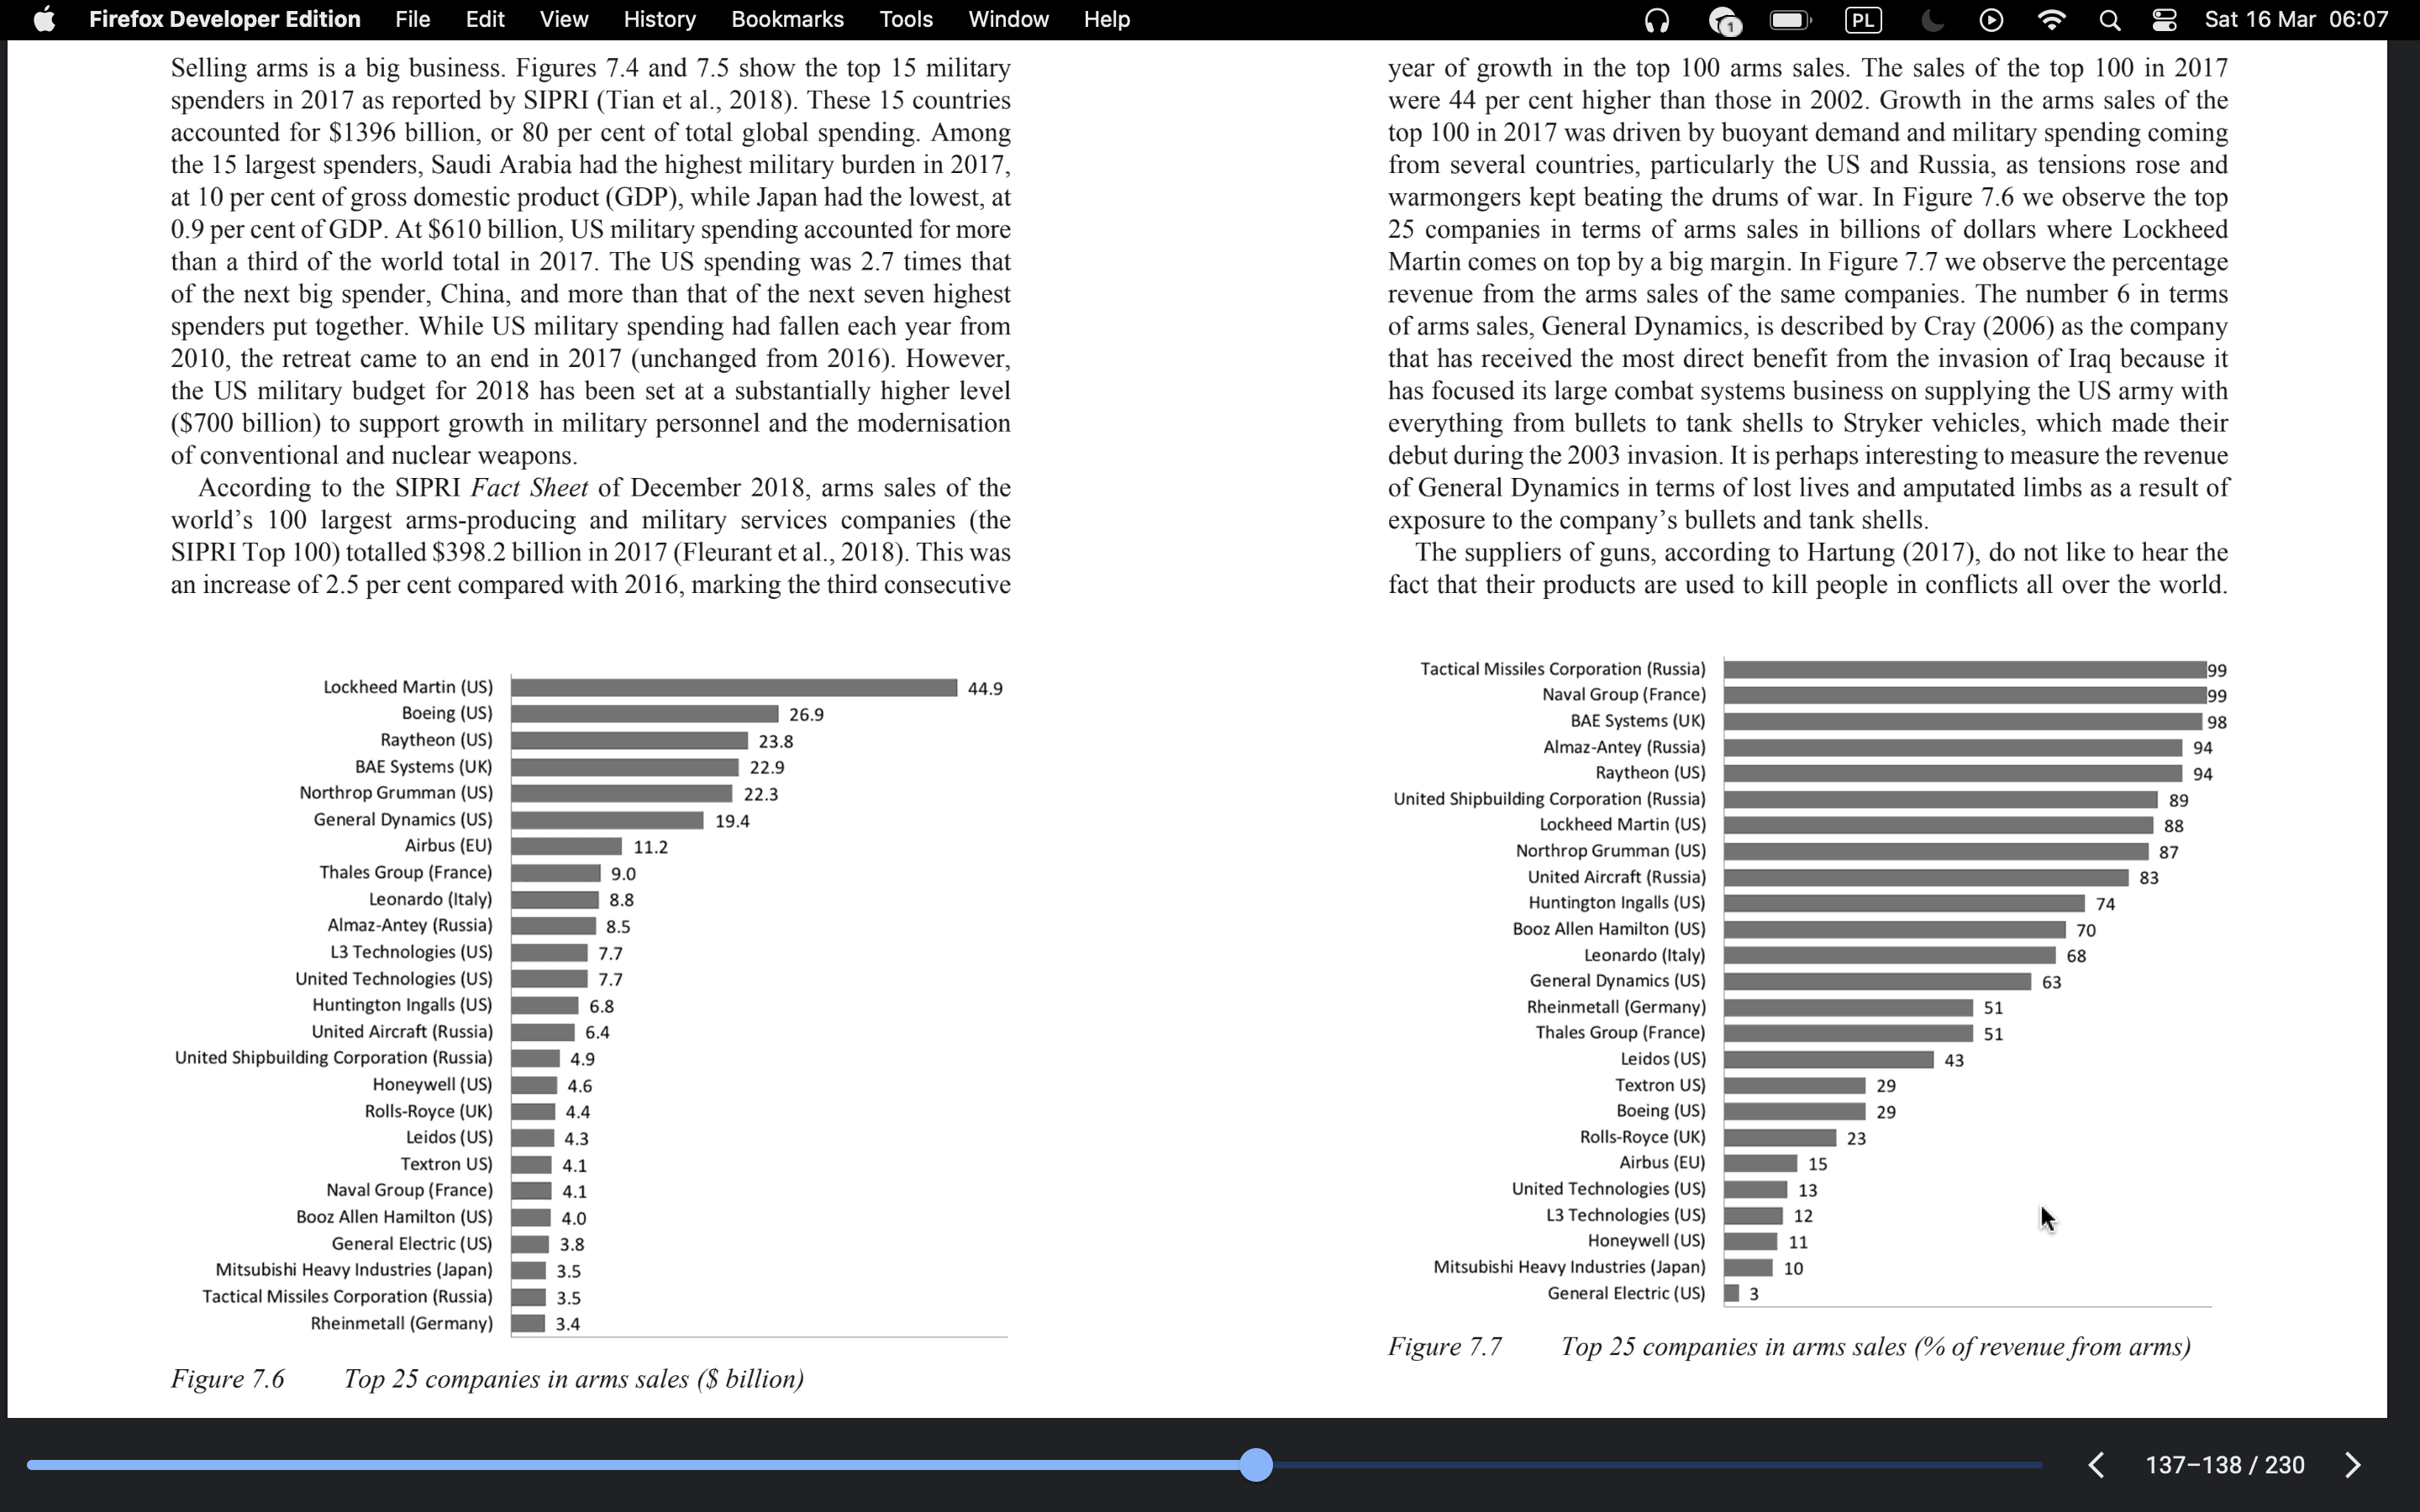 Firefox Developer Edition File Edit View History Bookmarks Tools Window Help 1 PL Sat 16 Mar 06:07
Selling arms is a big business. Figures 7.4 and 7.5 show the top 15 military
spenders in 2017 as reported by SIPRI (Tian et al., 2018). These 15 countries
accounted for $1396 billion, or 80 per cent of total global spending. Among
the 15 largest spenders, Saudi Arabia had the highest military burden in 2017,
at 10 per cent of gross domestic product (GDP), while Japan had the lowest, at
0.9 per cent of GDP. At $610 billion, US military spending accounted for more
than a third of the world total in 2017. The US spending was 2.7 times that
of the next big spender, China, and more than that of the next seven highest
spenders put together. While US military spending had fallen each year from
2010, the retreat came to an end in 2017 (unchanged from 2016). However,
the US military budget for 2018 has been set at a substantially higher level
($700 billion) to support growth in military personnel and the modernisation
of conventional and nuclear weapons.
According to the SIPRI Fact Sheet of December 2018, arms sales of the
world's 100 largest arms-producing and military services companies (the
SIPRI Top 100) totalled $398.2 billion in 2017 (Fleurant et al., 2018). This was
an increase of 2.5 per cent compared with 2016, marking the third consecutive
Lockheed Martin (US) 44.9
Boeing (US) 26.9
Raytheon (US) 23.8
BAE Systems (UK) 22.9
Northrop Grumman (US) 22.3
General Dynamics (US) 19.4
Airbus (EU) 11.2
Thales Group (France) 9.0
Leonardo (Italy) 8.8
Almaz-Antey (Russia) 8.5
L3 Technologies (US) 7.7
United Technologies (US) 7.7
Huntington Ingalls (US) 6.8
United Aircraft (Russia) 6.4
United Shipbuilding Corporation (Russia) 4.9
Honeywell (US) 4.6
Rolls-Royce (UK) 4.4
Leidos (US) 4.3
Textron US) 4.1
Naval Group (France) 4.1
Booz Allen Hamilton (US) 4.0
General Electric (US) 3.8
Mitsubishi Heavy Industries (Japan) 3.5
Tactical Missiles Corporation (Russia) 3.5
Rheinmetall (Germany) 3.4
Figure 7.6 Top 25 companies in arms sales ($ billion)
year of growth in the top 100 arms sales. The sales of the top 100 in 2017
were 44 per cent higher than those in 2002. Growth in the arms sales of the
top 100 in 2017 was driven by buoyant demand and military spending coming
from several countries, particularly the US and Russia, as tensions rose and
warmongers kept beating the drums of war. In Figure 7.6 we observe the top
25 companies in terms of arms sales in billions of dollars where Lockheed
Martin comes on top by a big margin. In Figure 7.7 we observe the percentage
revenue from the arms sales of the same companies. The number 6 in terms
of arms sales, General Dynamics, is described by Cray (2006) as the company
that has received the most direct benefit from the invasion of Iraq because it
has focused its large combat systems business on supplying the US army with
everything from bullets to tank shells to Stryker vehicles, which made their
debut during the 2003 invasion. It is perhaps interesting to measure the revenue
of General Dynamics in terms of lost lives and amputated limbs as a result of
exposure to the company's bullets and tank shells.
The suppliers of guns, according to Hartung (2017), do not like to hear the
fact that their products are used to kill people in conflicts all over the world.
Tactical Missiles Corporation (Russia) 99
Naval Group (France) 99
BAE Systems (UK) 98
Almaz-Antey (Russia) 94
Raytheon (US) 94
United Shipbuilding Corporation (Russia) 89
Lockheed Martin (US) 88
Northrop Grumman (US) 87
United Aircraft (Russia) 83
Huntington Ingalls (US) 74
Booz Allen Hamilton (US) 70
Leonardo (Italy) 68
General Dynamics (US) 63
Rheinmetall (Germany) 51
Thales Group (France) 51
Leidos (US) 43
Textron US) 29
Boeing (US) 29
Rolls-Royce (UK) 23
Airbus (EU) 15
United Technologies (US) 13
L3 Technologies (US) 12
Honeywell (US) 11
Mitsubishi Heavy Industries (Japan) 10
General Electric (US) 3
Figure 7.7 Top 25 companies in arms sales (% of revenue from arms)
137–138 / 230